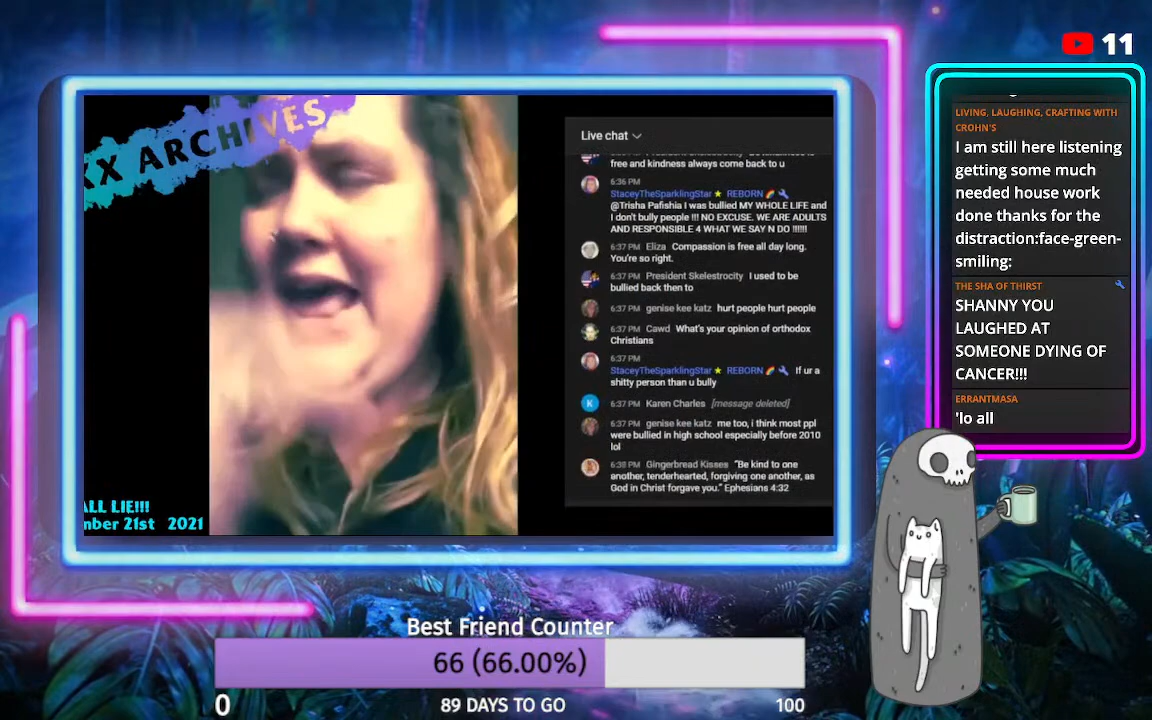 11
XX ARCHIVES
Live chat
free and kindness always come back to u
6:36 PM
StaceyTheSparklingStar REBORN
@Trisha Pafishia I was bullied MY WHOLE LIFE and
I don't bully people !!! NO EXCUSE. WE ARE ADULTS
AND RESPONSIBLE 4 WHAT WE SAY N DO !!!!!!
6:37 PM Eliza Compassion is free all day long.
You're so right.
6:37 PM President Skelestrocity I used to be
bullied back then to
6:37 PM genise kee katz hurt people hurt people
6:37 PM Cawd What's your opinion of orthodox
Christians
6:37 PM
StaceyTheSparklingStar REBORN If ur a
shitty person than u bully
6:37 PM Karen Charles [message deleted]
6:37 PM genise kee katz me too, i think most ppl
were bullied in high school especially before 2010
lol
6:38 PM Gingerbread Kisses "Be kind to one
another, tenderhearted, forgiving one another, as
God in Christ forgave you." Ephesians 4:32
ALL LIE!!!
mber 21st 2021
LIVING, LAUGHING, CRAFTING WITH
CROHN'S
I am still here listening
getting some much
needed house work
done thanks for the
distraction:face-green-
smiling:
THE SHA OF THIRST
SHANNY YOU
LAUGHED AT
SOMEONE DYING OF
CANCER!!!
ERRANTMASA
'lo all
Best Friend Counter
66 (66.00%)
0
89 DAYS TO GO
100